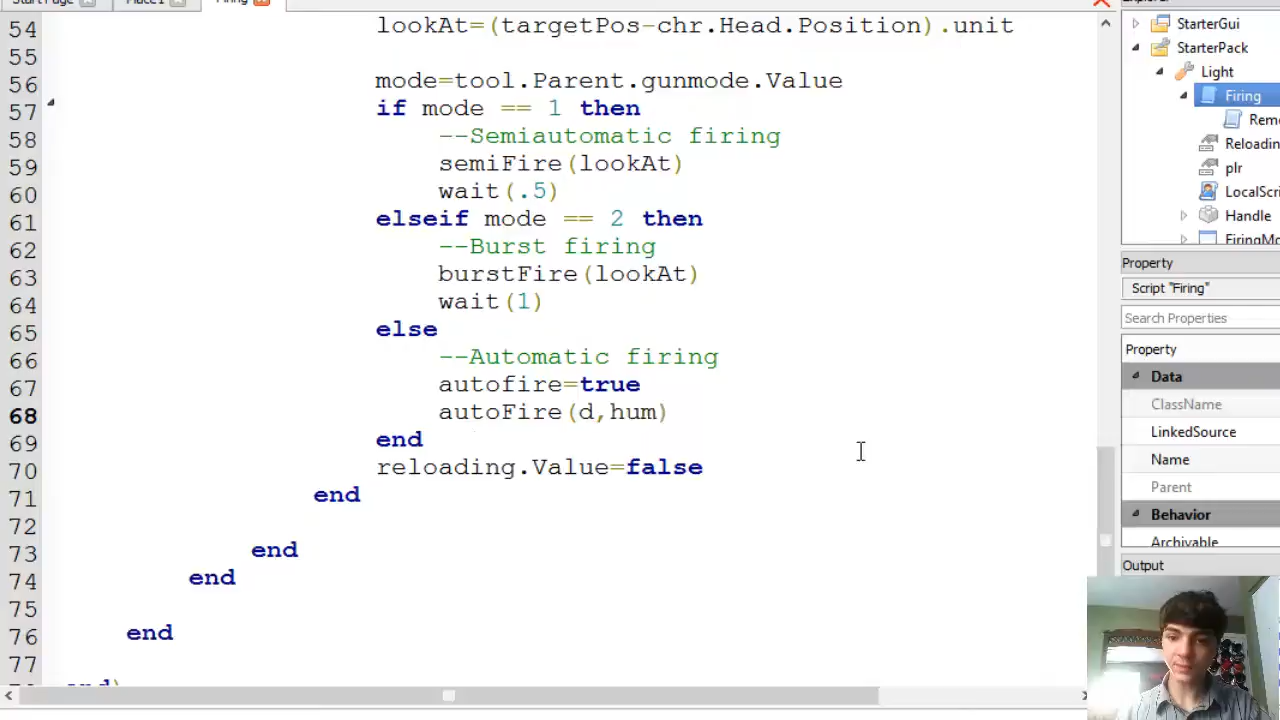 54 lookAt=(targetPos-chr.Head.Position).unit
55
56 mode=tool.Parent.gunmode.Value
57 if mode == 1 then
58 --Semiautomatic firing
59 semiFire(lookAt)
60 wait(.5)
61 elseif mode == 2 then
62 --Burst firing
63 burstFire(lookAt)
64 wait(1)
65 else
66 --Automatic firing
67 autofire=true
68 autoFire(d,hum)
69 end
70 reloading.Value=false
71 end
72
73 end
74 end
75
76 end
77
StarterGui
StarterPack
Light
Firing
Rem
Reloadin
plr
LocalScri
Handle
FiringMo
Property
Script "Firing"
Search Properties
Property
Data
ClassName
LinkedSource
Name
Parent
Behavior
Archivable
Output